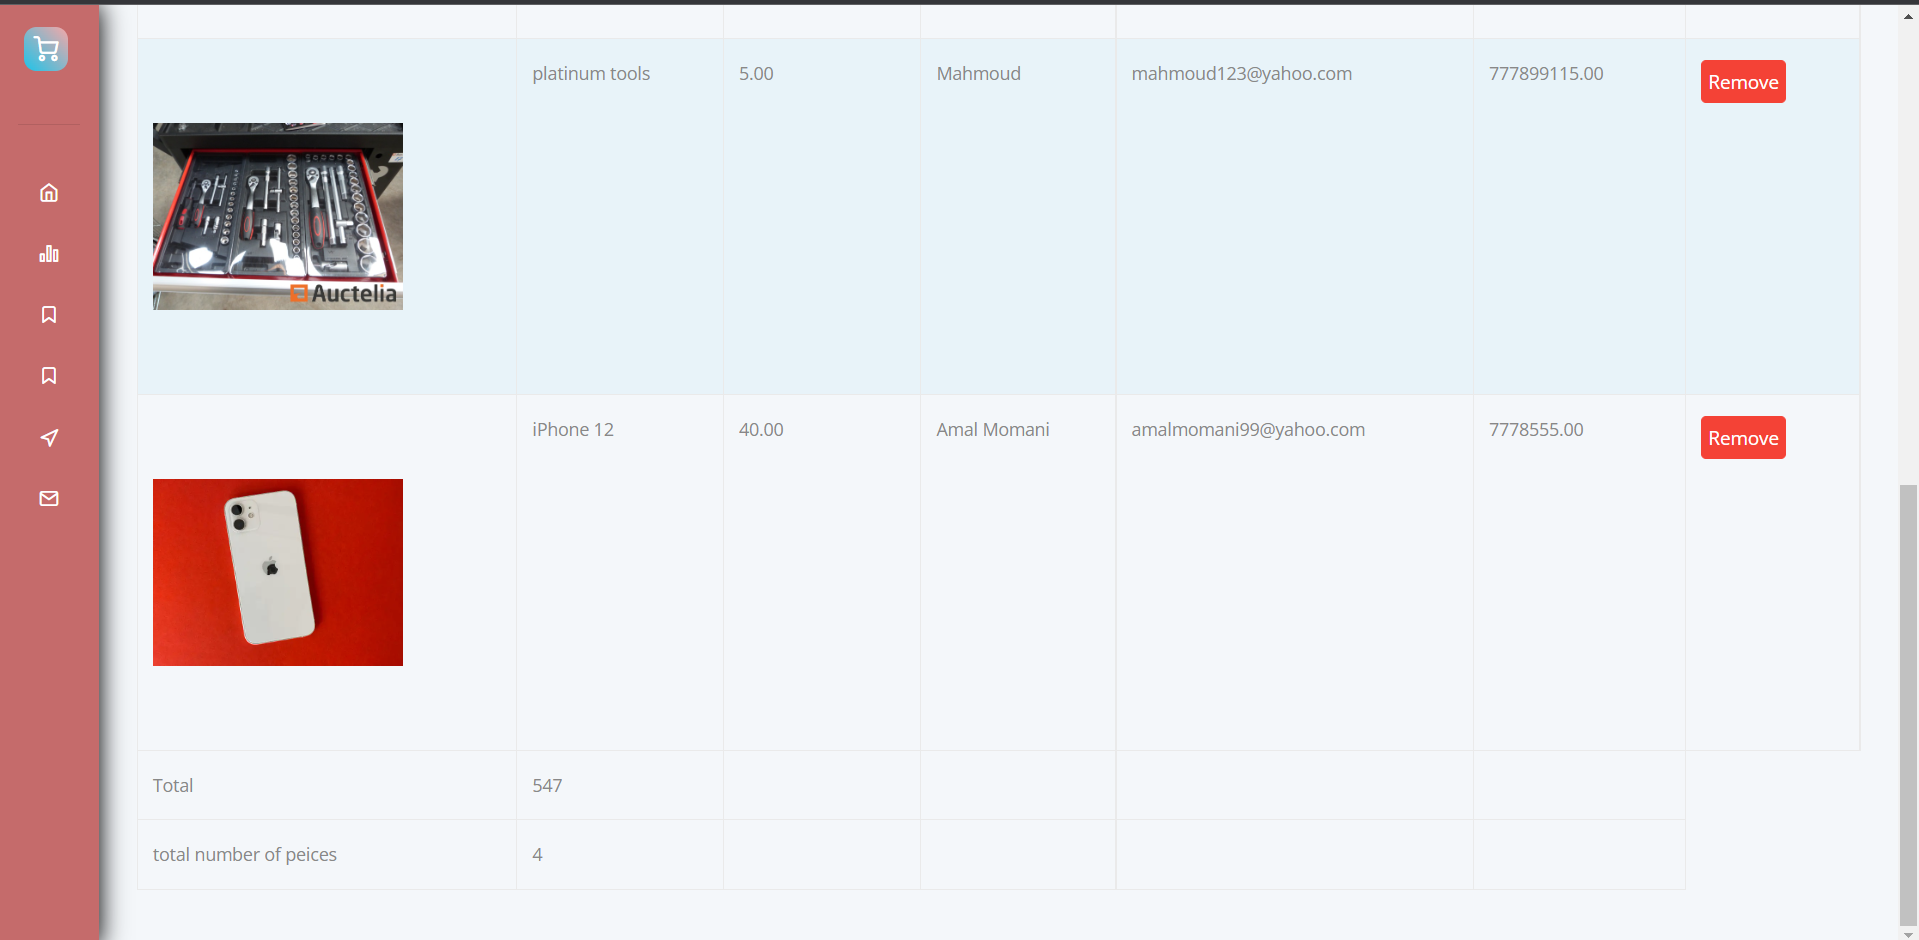 platinum tools 5.00 Mahmoud mahmoud123@yahoo.com 777899115.00 Remove
Auctelia
iPhone 12 40.00 Amal Momani amalmomani99@yahoo.com 7778555.00 Remove
Total 547
total number of peices 4